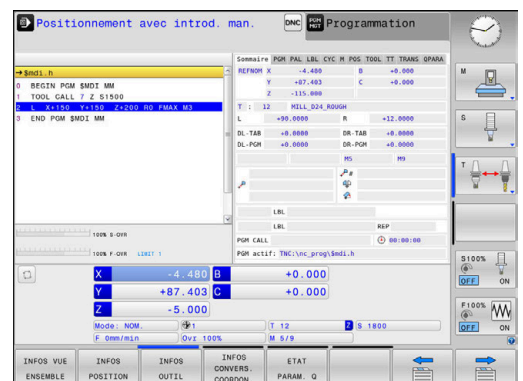 Positionnement avec introd. man.
DNC
PGM MGT
Programmation
→$mdi.h
0 BEGIN PGM $MDI MM
1 TOOL CALL 7 Z S1500
2 L X+150 Y+150 Z+200 R0 FMAX M3
3 END PGM $MDI MM
100% S-OVR
100% F-OVR LIMIT 1
Sommaire PGM PAL LBL CYC M POS TOOL TT TRANS QPARA
REFNOM X -4.480 B +0.000
Y +87.403 C +0.000
Z -115.000
T : 12 MILL_D24_ROUGH
L +90.0000 R +12.0000
DL-TAB +0.0000 DR-TAB +0.0000
DL-PGM +0.0000 DR-PGM +0.0000
M5 M9
LBL
LBL REP
PGM CALL 00:00:00
PGM actif: TNC:\nc_prog\$mdi.h
X -4.480 B +0.000
Y +87.403 C +0.000
Z -5.000
Mode: NOM. 1 T 12 Z S 1800
F 0mm/min Ovr 100% M 5/9
M
S
T
S100%
OFF ON
F100%
OFF ON
INFOS VUE ENSEMBLE
INFOS POSITION
INFOS OUTIL
INFOS CONVERS. COORDON.
ETAT PARAM. Q